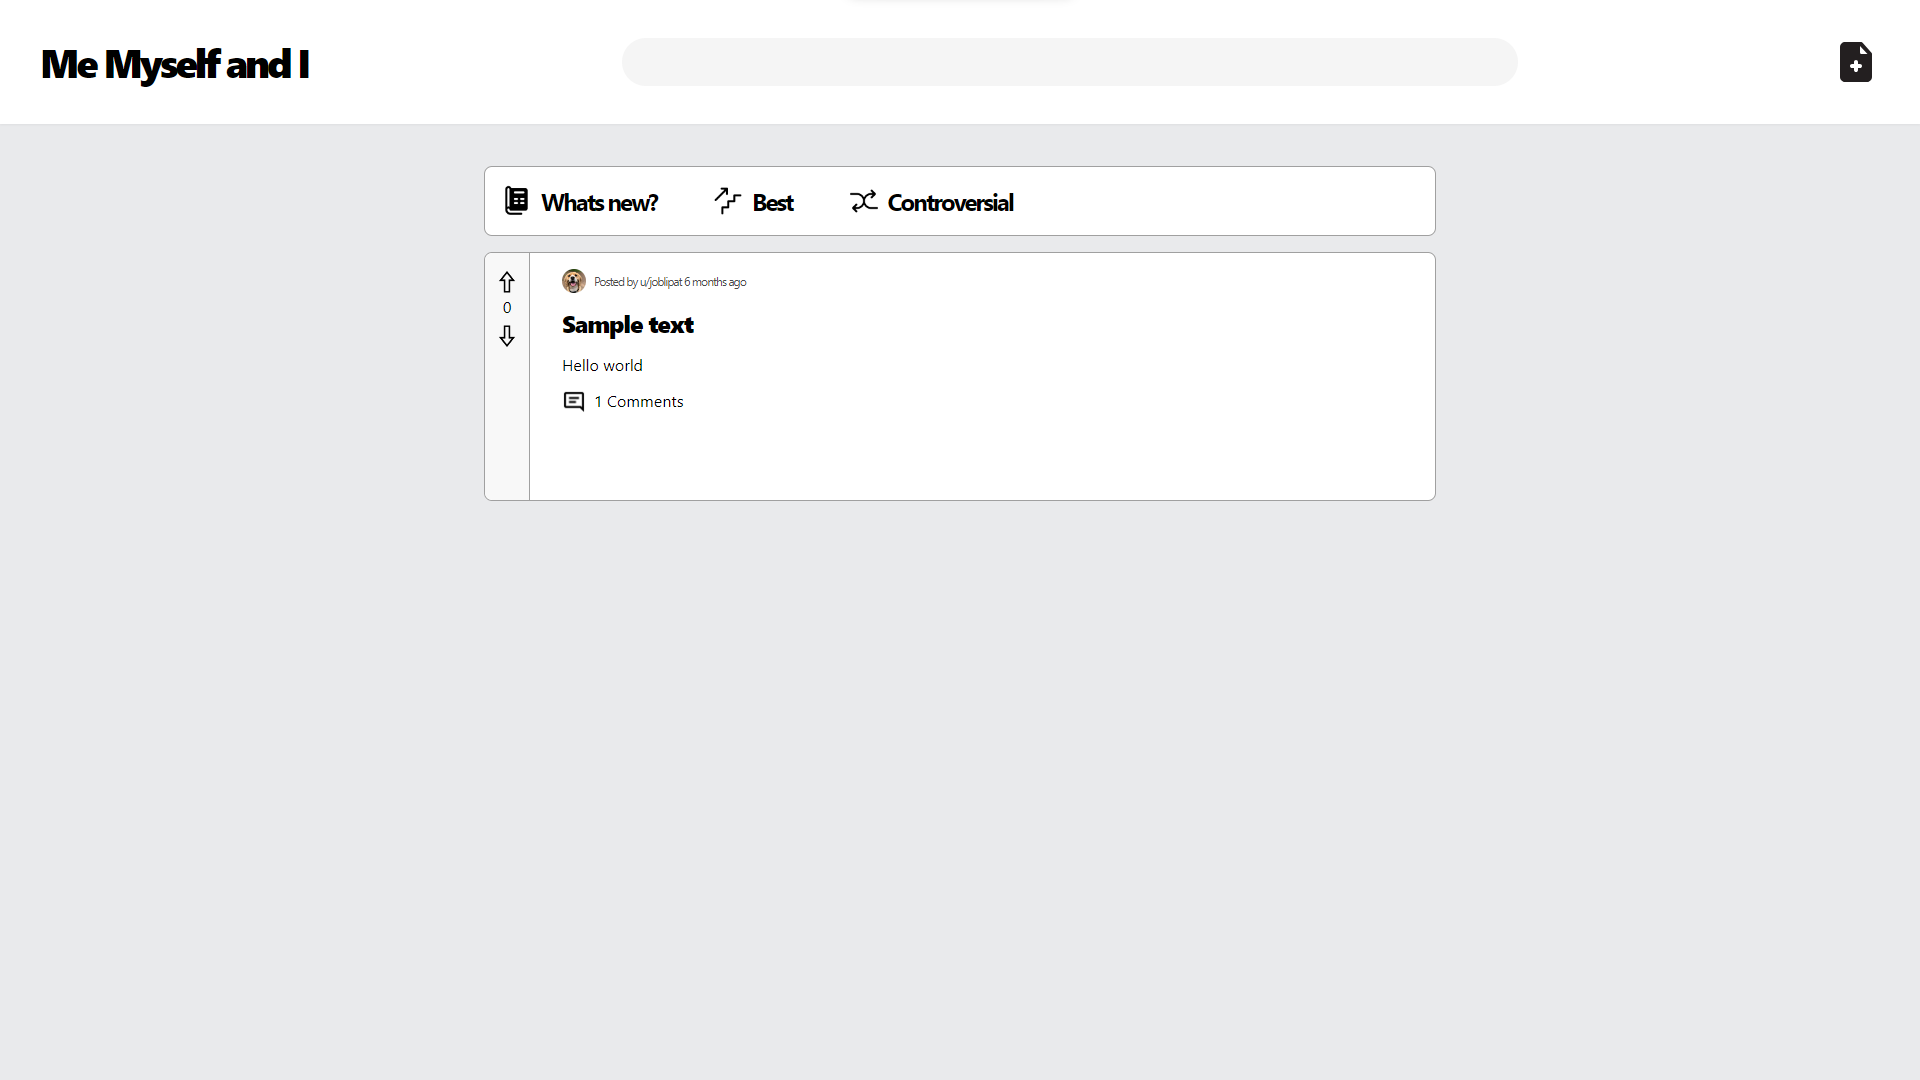 Me Myself and I
Whats new? Best Controversial
Posted by u/joblipat 6 months ago
0
Sample text
Hello world
1 Comments